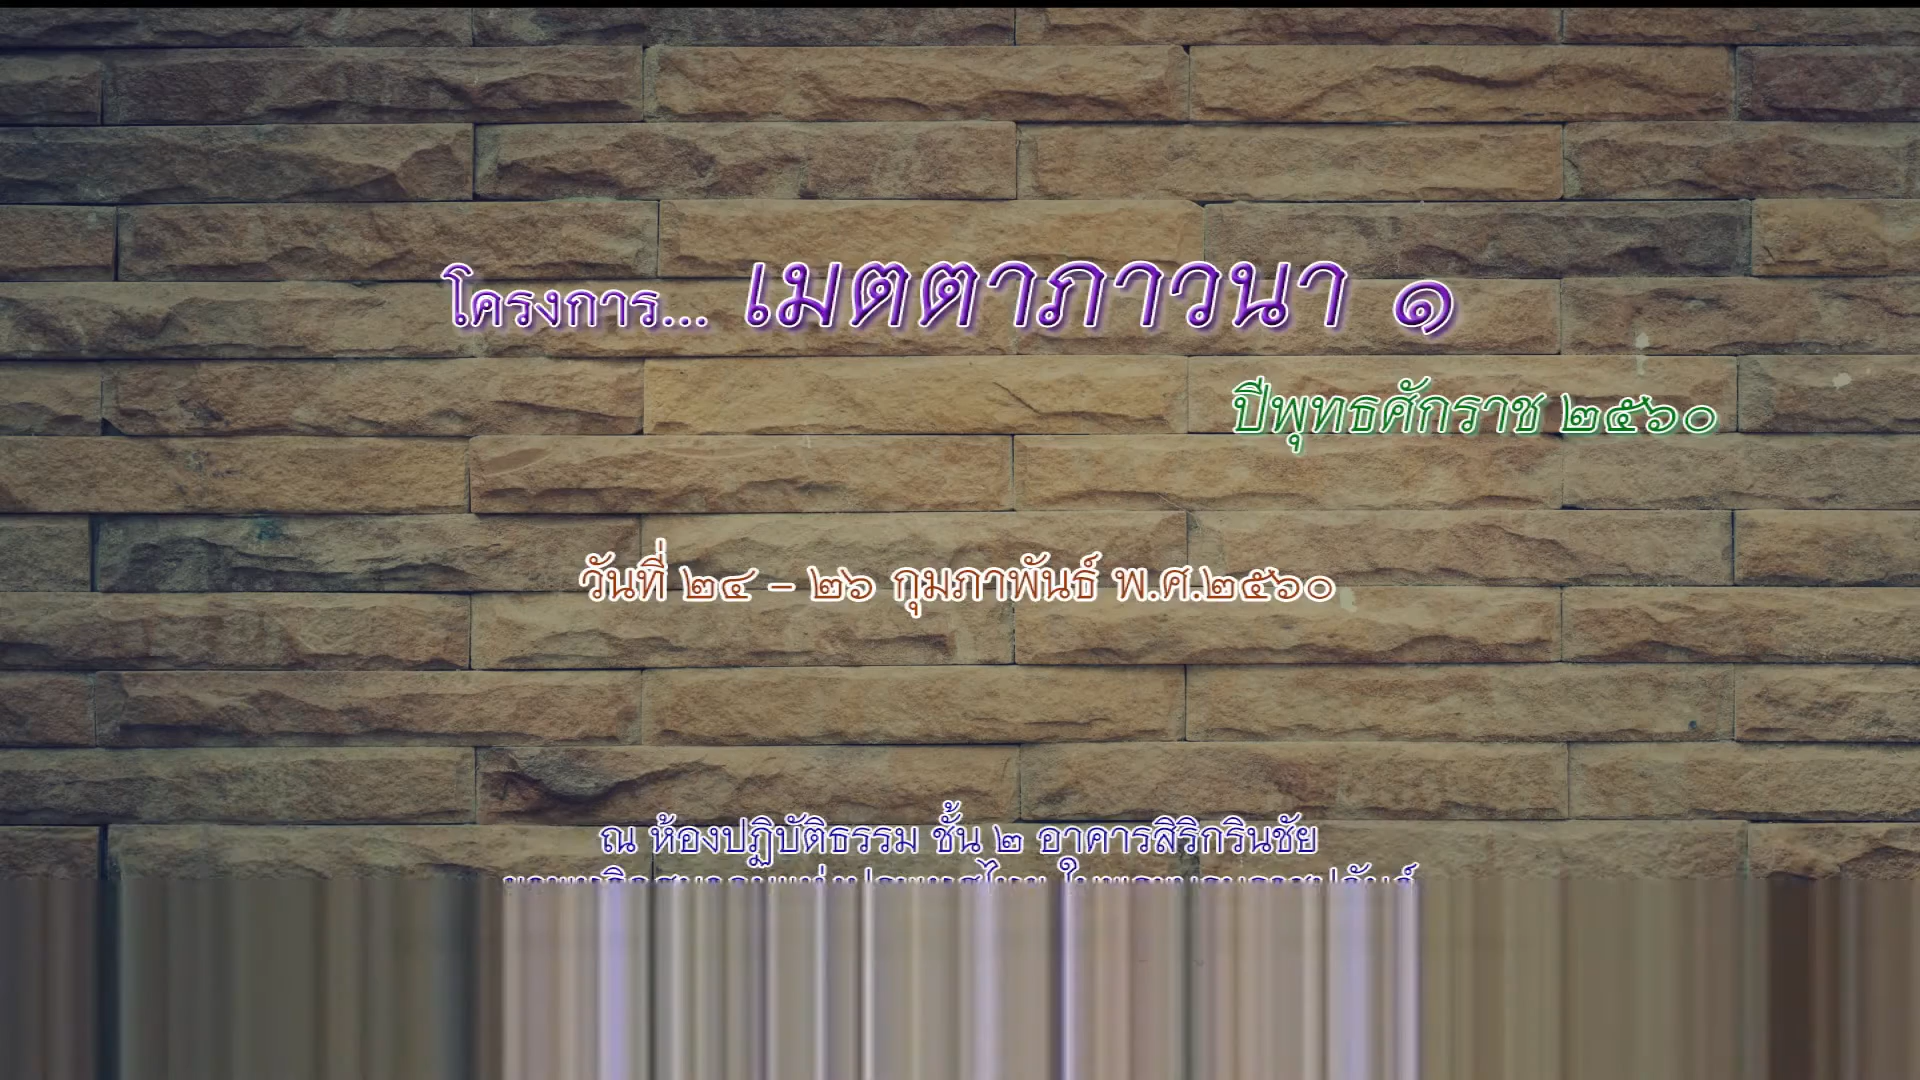 โครงการ... เมตตาภาวนา ๑
ปีพุทธศักราช ๒๕๖๐
วันที่ ๒๔ – ๒๖ กุมภาพันธ์ พ.ศ.๒๕๖๐
ณ ห้องปฏิบัติธรรม ชั้น ๒ อาคารสิริกรินชัย